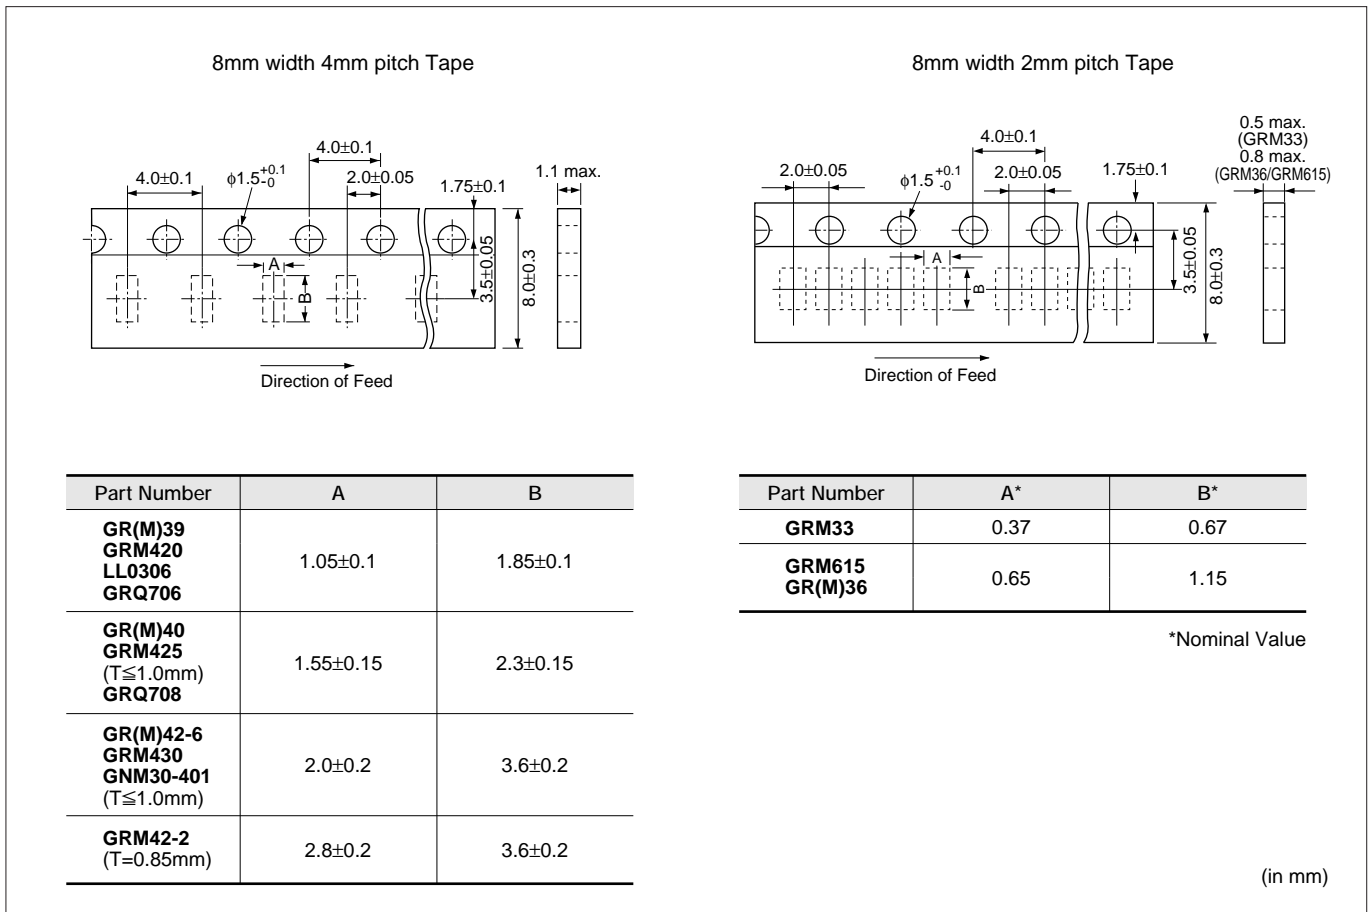 8mm width 4mm pitch Tape
4.0±0.1
4.0±0.1
φ1.5+0.1 -0
2.0±0.05
1.75±0.1
1.1 max.
A
B
3.5±0.05
8.0±0.3
Direction of Feed
8mm width 2mm pitch Tape
0.5 max.
(GRM33)
0.8 max.
(GRM36/GRM615)
4.0±0.1
2.0±0.05
φ1.5+0.1 -0
2.0±0.05
1.75±0.1
A
B
3.5±0.05
8.0±0.3
Direction of Feed
Part Number A B
GR(M)39
GRM420
LL0306
GRQ706
1.05±0.1 1.85±0.1
GR(M)40
GRM425
(T≦1.0mm)
GRQ708
1.55±0.15 2.3±0.15
GR(M)42-6
GRM430
GNM30-401
(T≦1.0mm)
2.0±0.2 3.6±0.2
GRM42-2
(T=0.85mm)
2.8±0.2 3.6±0.2
Part Number A* B*
GRM33 0.37 0.67
GRM615
GR(M)36
0.65 1.15
*Nominal Value
(in mm)